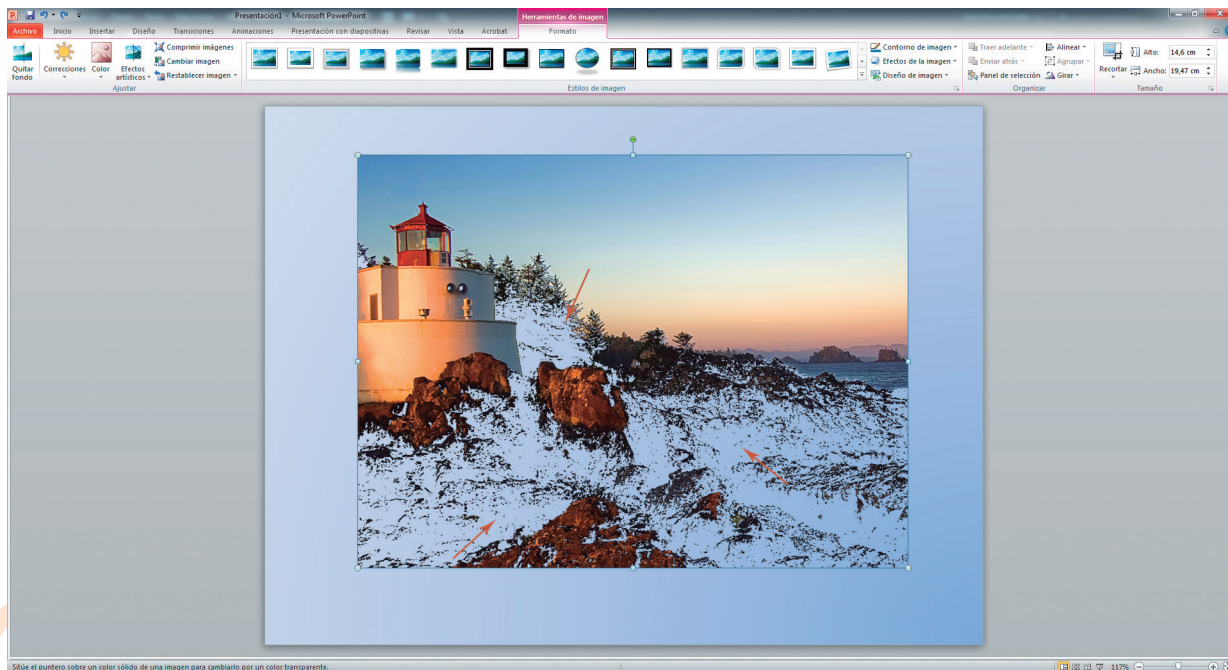 Presentación1 - Microsoft PowerPoint
Herramientas de imagen
Archivo Inicio Insertar Diseño Transiciones Animaciones Presentación con diapositivas Revisar Vista Acrobat Formato
Quitar fondo
Correcciones
Color
Efectos artísticos
Comprimir imágenes
Cambiar imagen
Restablecer imagen
Ajustar
Estilos de imagen
Contorno de imagen
Efectos de la imagen
Diseño de imagen
Traer adelante
Enviar atrás
Panel de selección
Alinear
Agrupar
Girar
Organizar
Recortar
Alto: 14,6 cm
Ancho: 19,47 cm
Tamaño
Sitúe el puntero sobre un color sólido de una imagen para cambiarlo por un color transparente.
117%